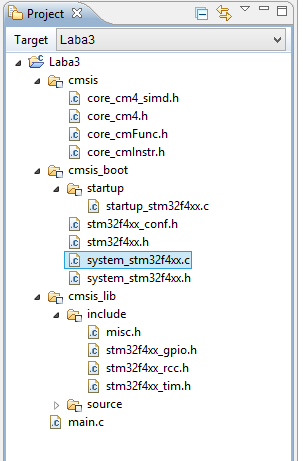 Project
Target Laba3
Laba3
cmsis
core_cm4_simd.h
core_cm4.h
core_cmFunc.h
core_cmInstr.h
cmsis_boot
startup
startup_stm32f4xx.c
stm32f4xx_conf.h
stm32f4xx.h
system_stm32f4xx.c
system_stm32f4xx.h
cmsis_lib
include
misc.h
stm32f4xx_gpio.h
stm32f4xx_rcc.h
stm32f4xx_tim.h
source
main.c